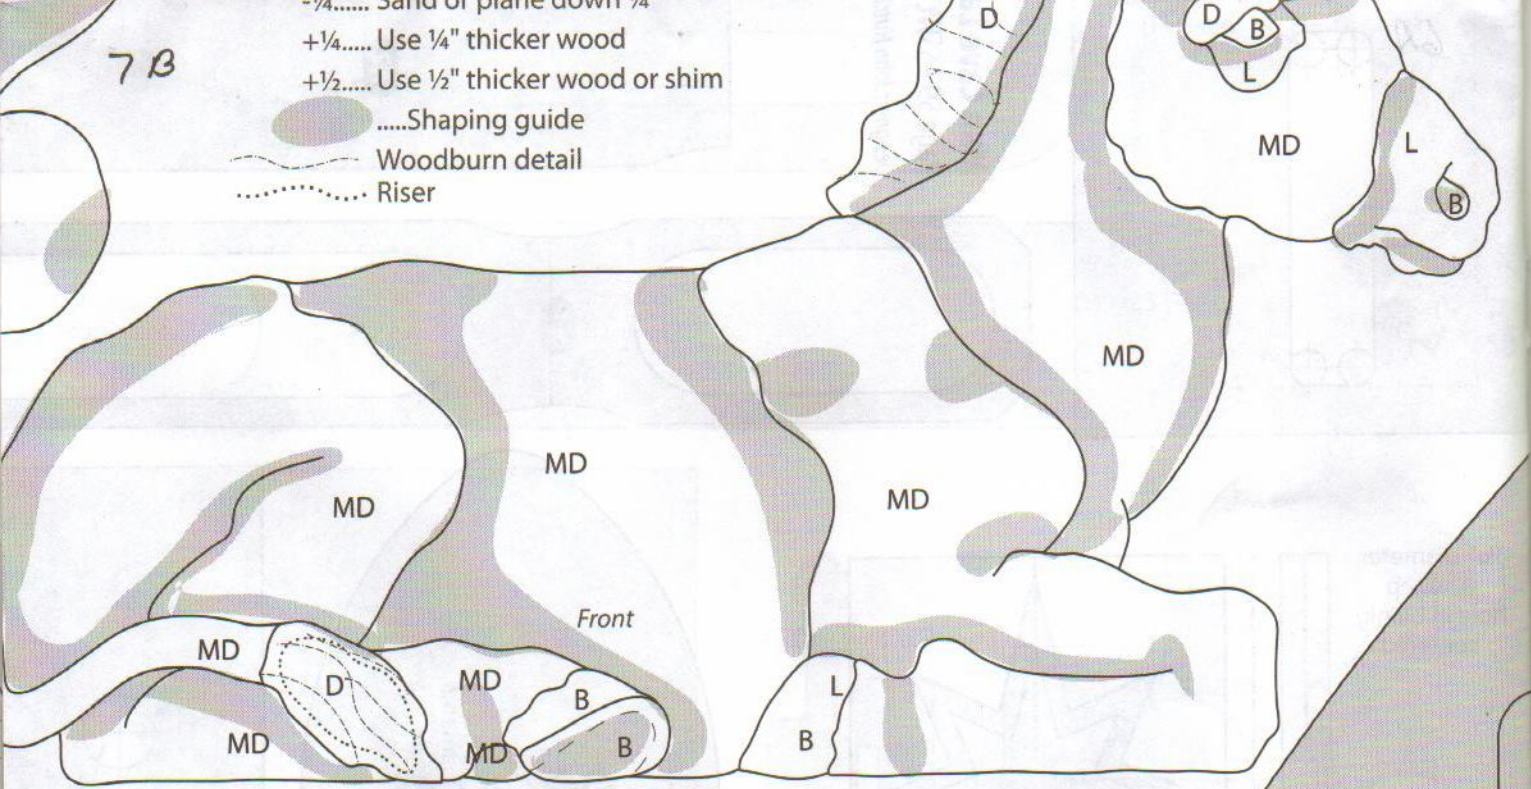 -¼...... Sand or plane down ¼
+¼..... Use ¼" thicker wood
+½..... Use ½" thicker wood or shim
.....Shaping guide
Woodburn detail
Riser
7B
D
D
B
L
MD
L
B
MD
MD
MD
MD
Front
MD
D
MD
B
L
MD
MD
B
B